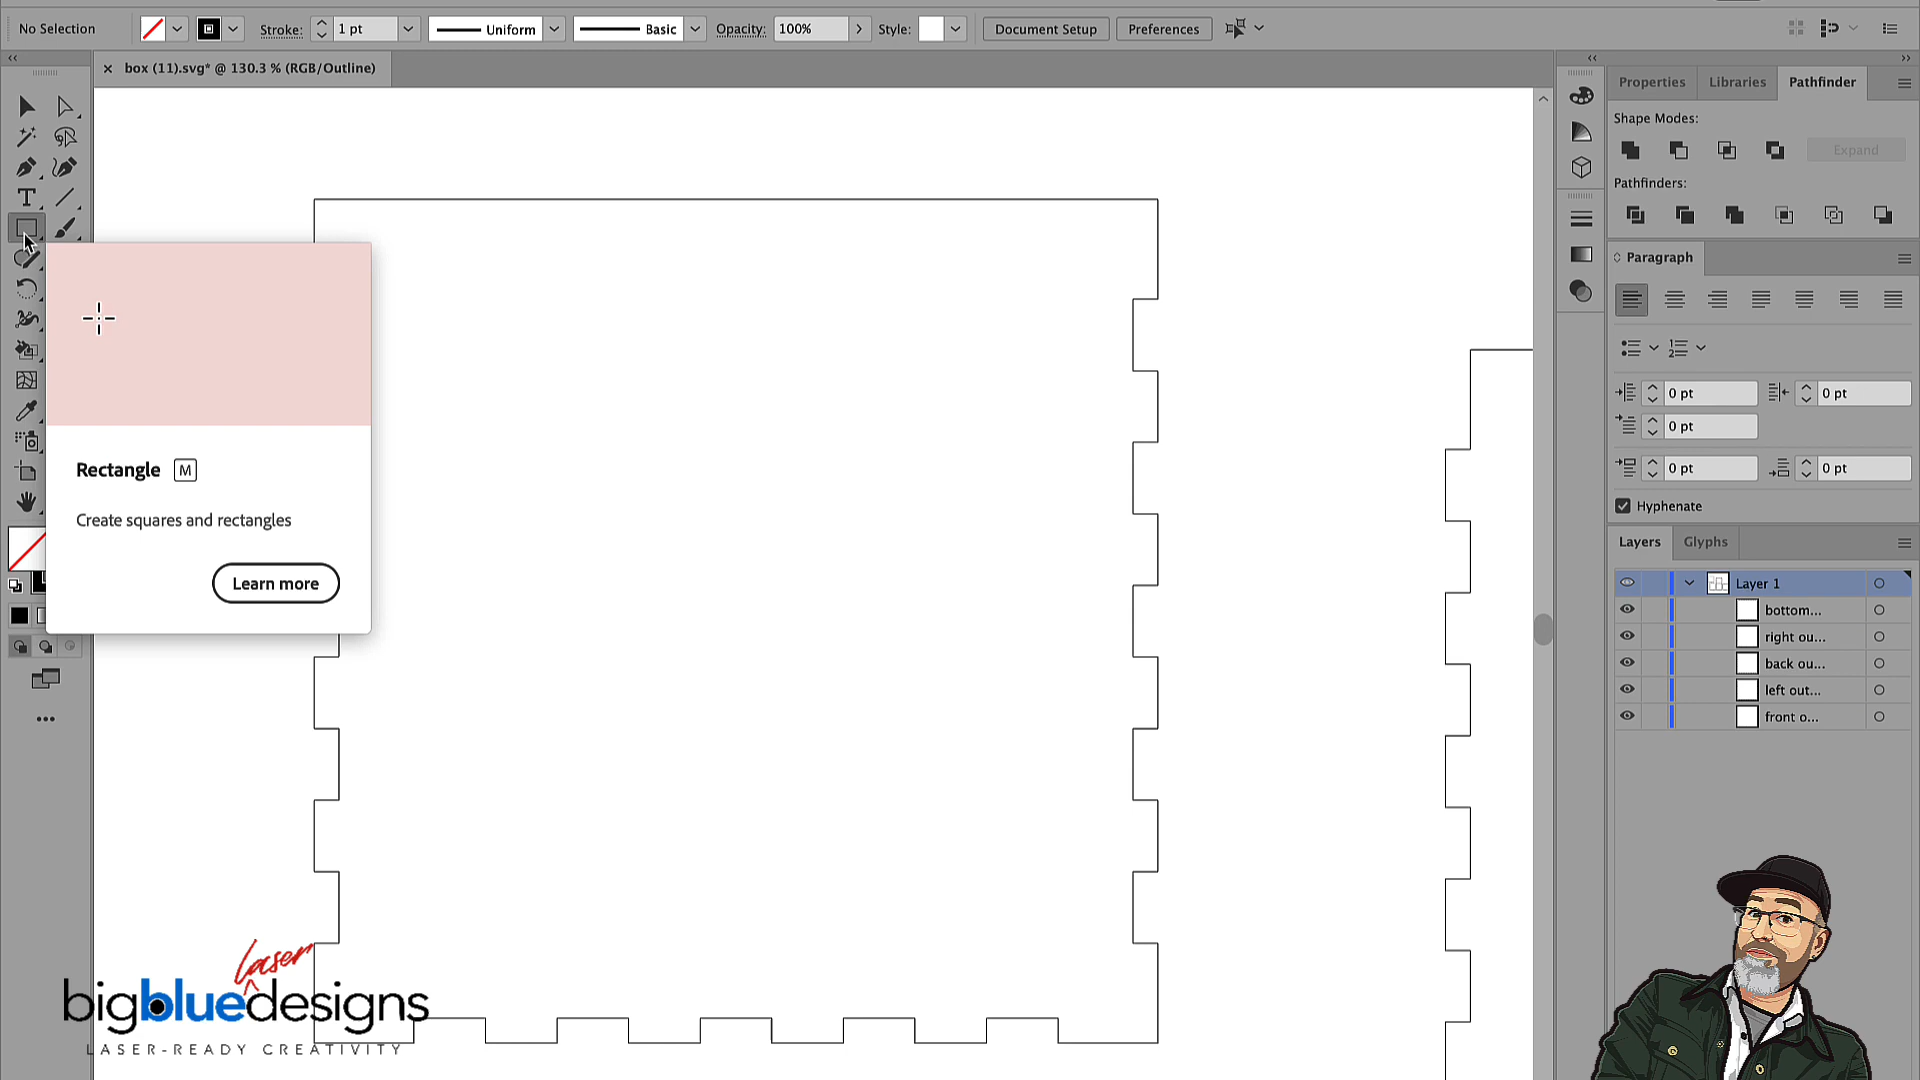 No Selection
Stroke:
1 pt
Uniform
Basic
Opacity:
100%
Style:
Document Setup
Preferences
box (11).svg* @ 130.3 % (RGB/Outline)
Properties
Libraries
Pathfinder
Shape Modes:
Expand
Pathfinders:
Paragraph
0 pt
0 pt
0 pt
0 pt
0 pt
Hyphenate
Layers
Glyphs
Layer 1
bottom...
right ou...
back ou...
left out...
front o...
Rectangle M
Create squares and rectangles
Learn more
Laser
bigbluedesigns
LASER-READY CREATIVITY